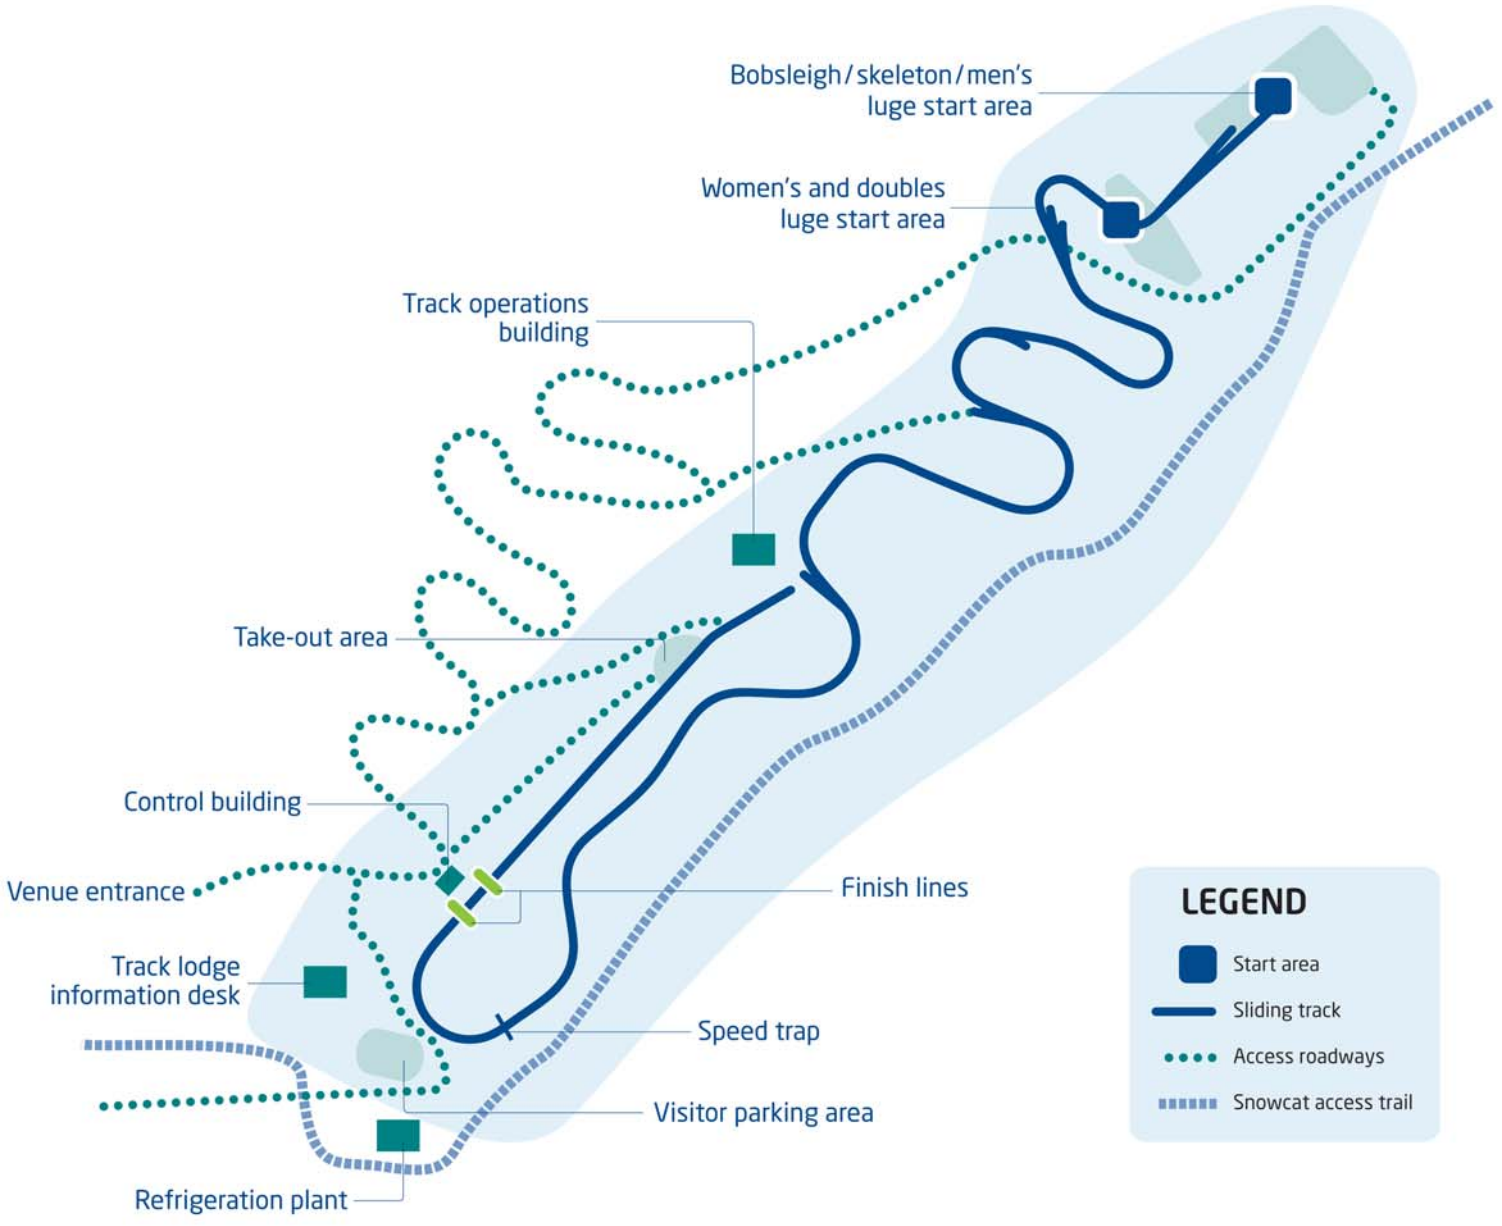 Bobsleigh/skeleton/men's
luge start area
Women's and doubles
luge start area
Track operations
building
Take-out area
Control building
Venue entrance
Finish lines
Track lodge
information desk
Speed trap
Visitor parking area
Refrigeration plant
LEGEND
Start area
Sliding track
Access roadways
Snowcat access trail